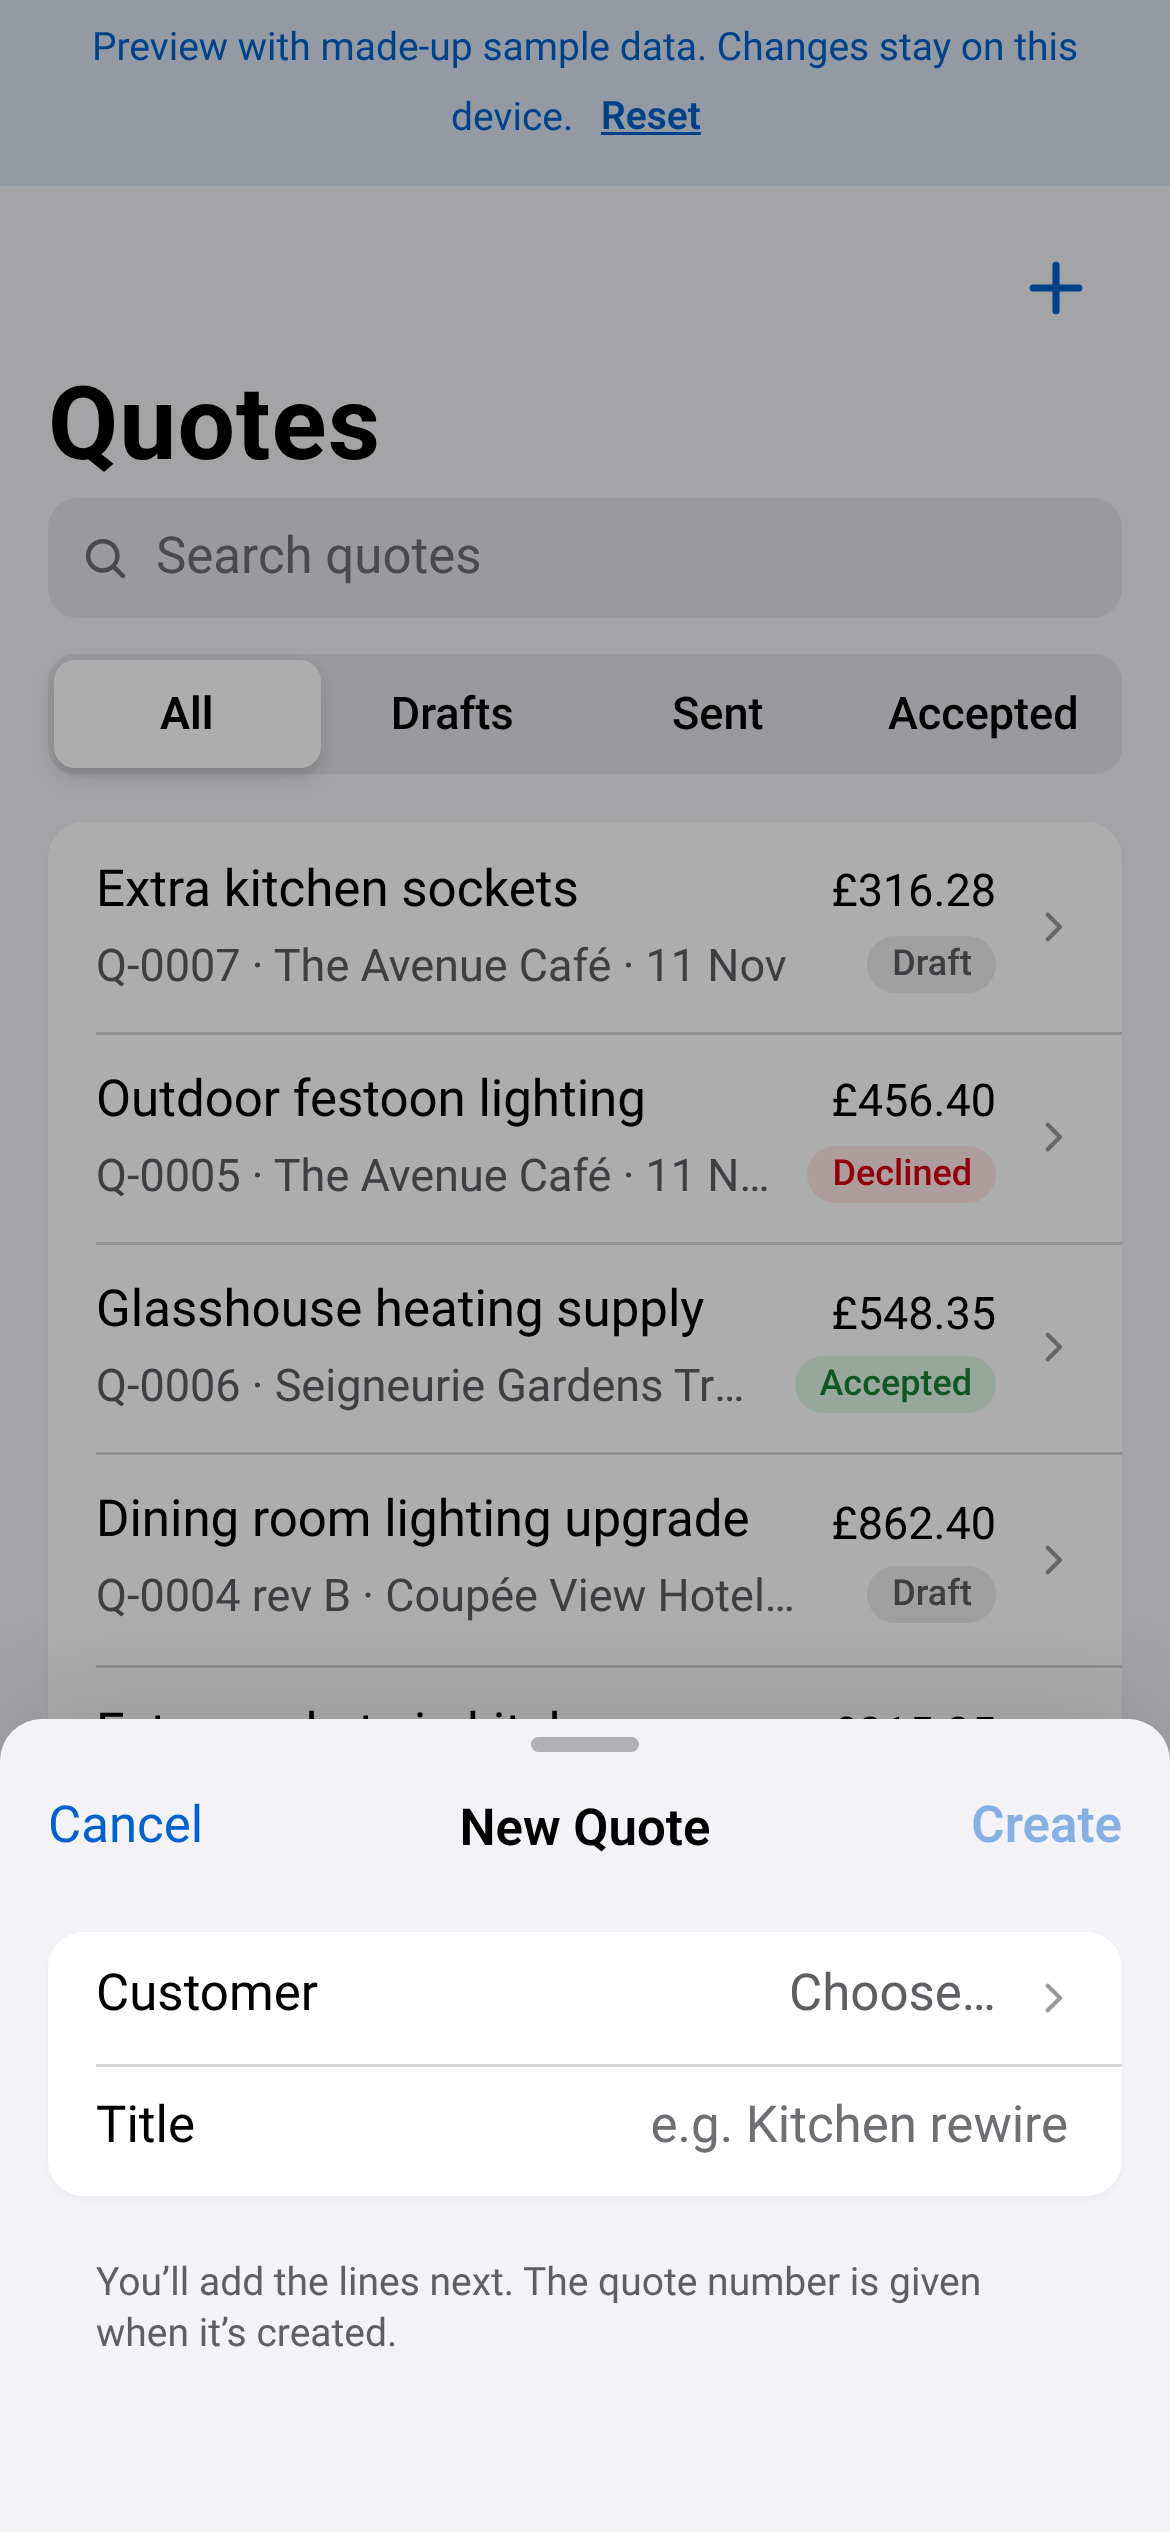 Preview with made-up sample data. Changes stay on this
device. Reset
Quotes
Search quotes
All Drafts Sent Accepted
Extra kitchen sockets £316.28
Q-0007 · The Avenue Café · 11 Nov Draft
Outdoor festoon lighting £456.40
Q-0005 · The Avenue Café · 11 N... Declined
Glasshouse heating supply £548.35
Q-0006 · Seigneurie Gardens Tr... Accepted
Dining room lighting upgrade £862.40
Q-0004 rev B · Coupée View Hotel... Draft
Cancel New Quote Create
Customer Choose...
Title e.g. Kitchen rewire
You’ll add the lines next. The quote number is given
when it’s created.